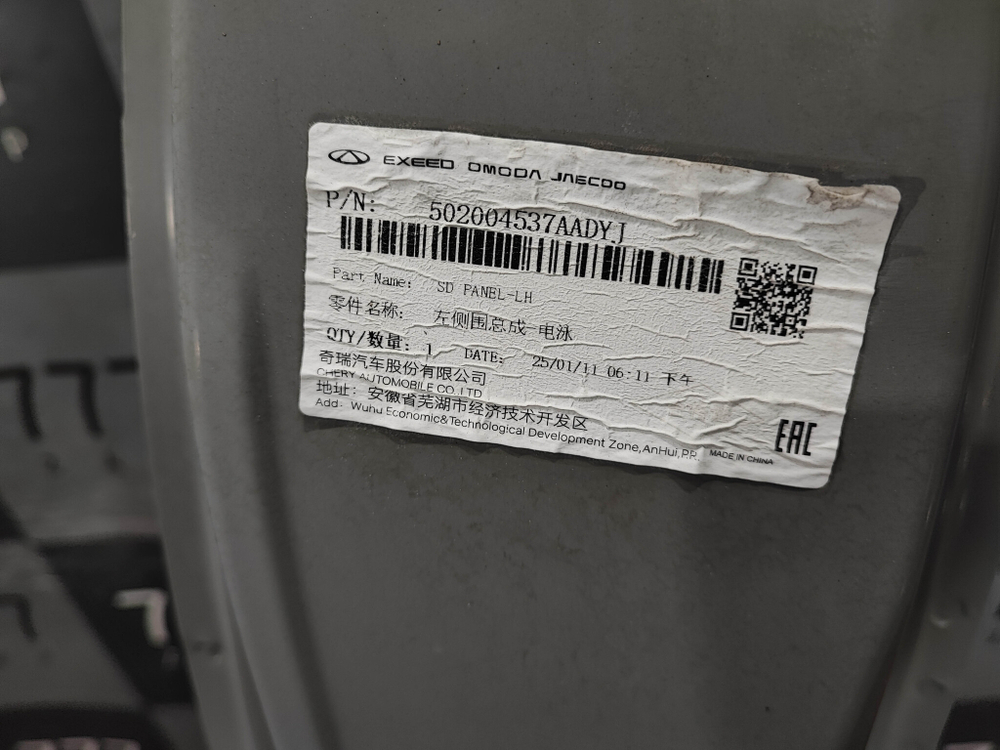 EXEED OMODA JAECOO
P/N: 502004537AADYJ
Part Name: SD PANEL-LH
零件名称: 左侧围总成-电泳
QTY/数量: 1 DATE: 25/01/11 06:11 下午
奇瑞汽车股份有限公司
CHERY AUTOMOBILE CO.,LTD
地址: 安徽省芜湖市经济技术开发区
Add: Wuhu Economic&Technological Development Zone,AnHui,P.R. MADE IN CHINA
EAC